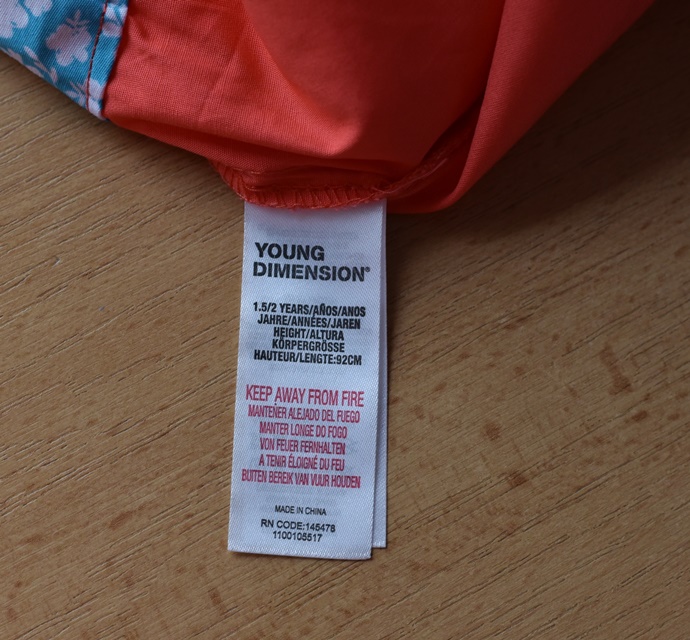 YOUNG
DIMENSION®
1.5/2 YEARS/AÑOS/ANOS
JAHRE/ANNÉES/JAREN
HEIGHT/ALTURA
KÖRPERGRÖSSE
HAUTEUR/LENGTE:92CM
KEEP AWAY FROM FIRE
MANTEÑER ALEJADO DEL FUEGO
MANTER LONGE DO FOGO
VON FEUER FERNHALTEN
A TENIR ÉLOIGNÉ DU FEU
BUITEN BEREIK VAN VUUR HOUDEN
MADE IN CHINA
RN CODE:145478
1100105517